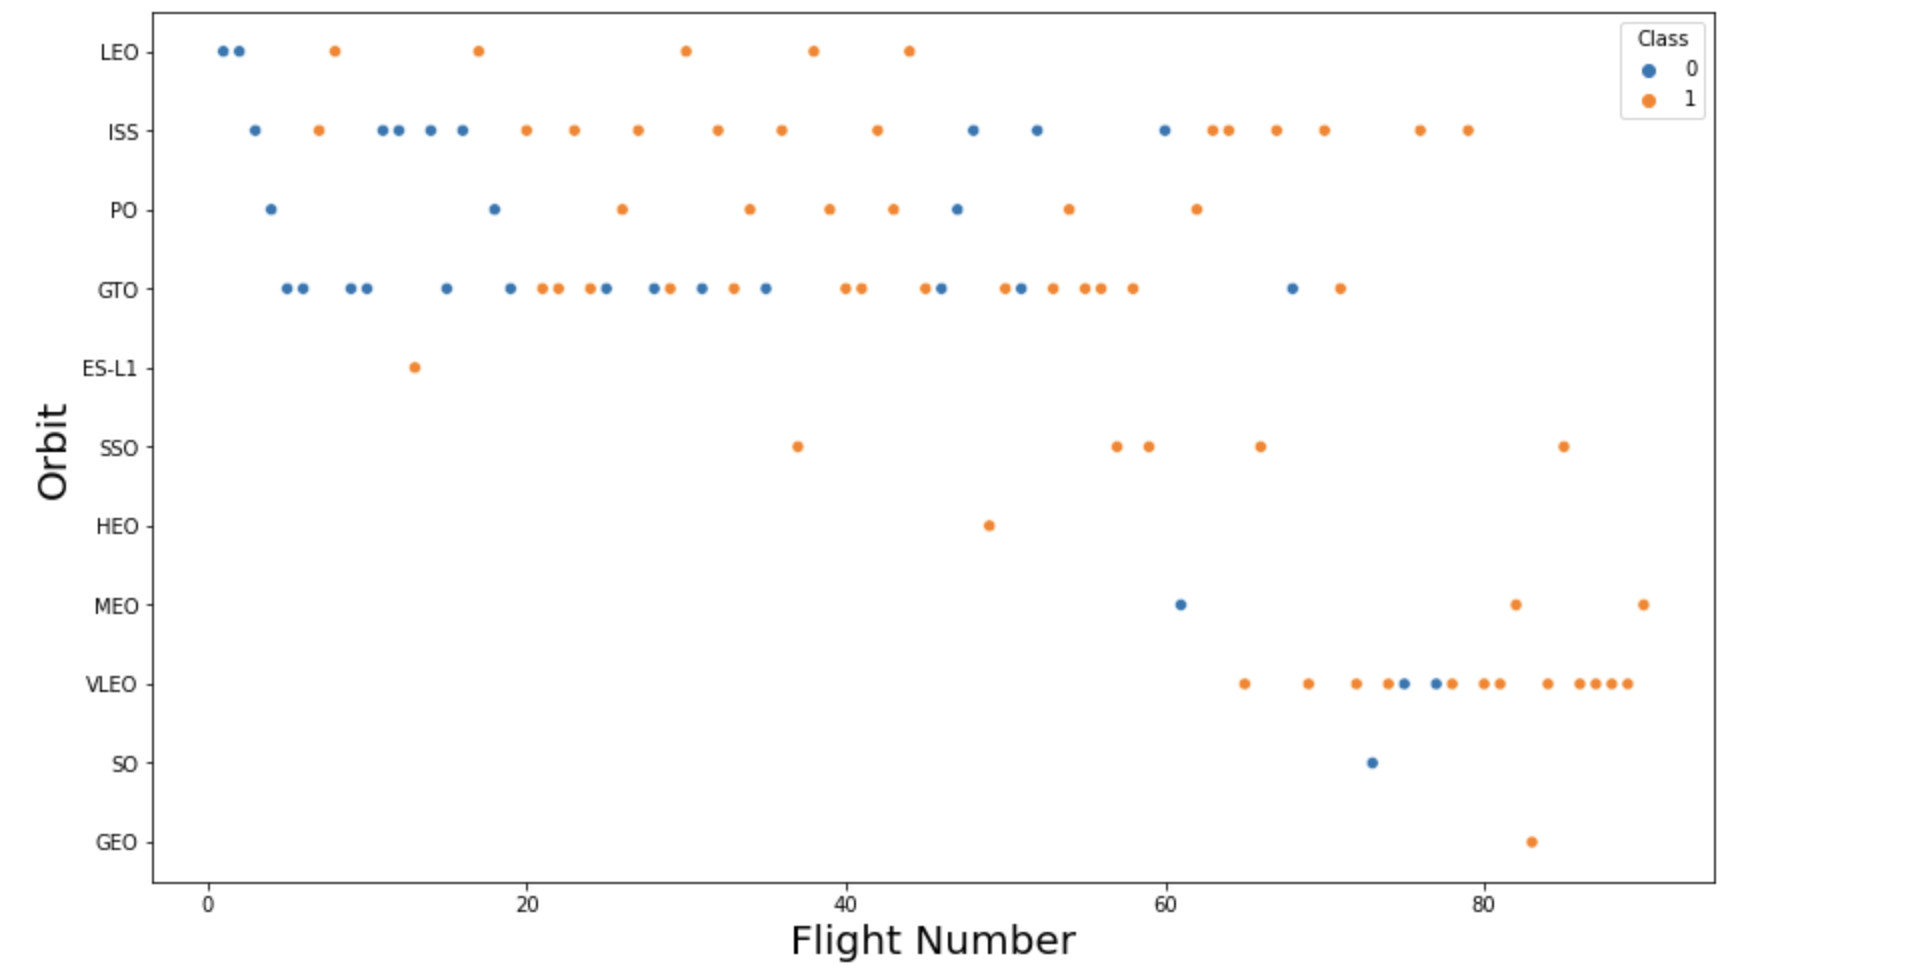 LEO
ISS
PO
GTO
ES-L1
SSO
HEO
MEO
VLEO
SO
GEO
Orbit
Class
0
1
0 20 40 60 80
Flight Number